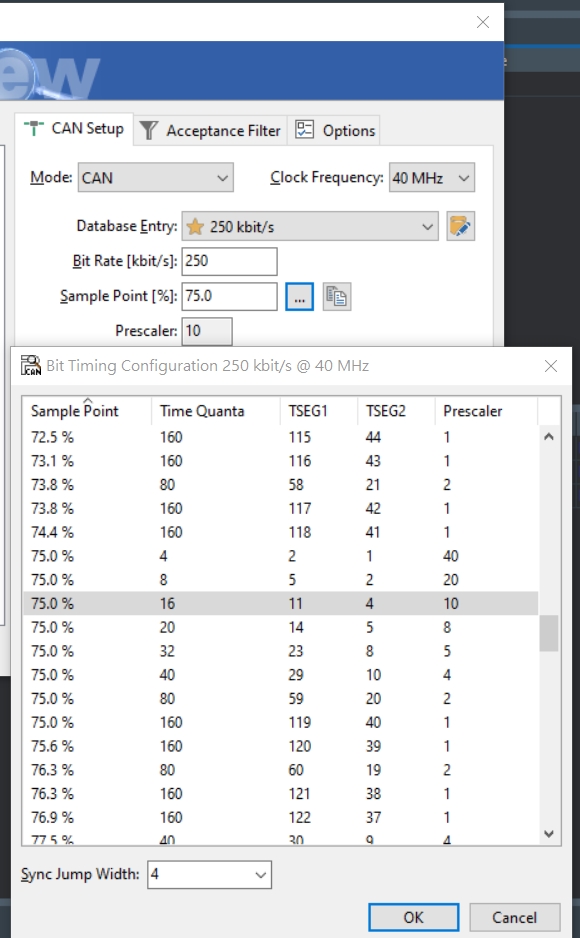 ew
CAN Setup Acceptance Filter Options
Mode: CAN Clock Frequency: 40 MHz
Database Entry: 250 kbit/s
Bit Rate [kbit/s]: 250
Sample Point [%]: 75.0 ...
Prescaler: 10
CAN Bit Timing Configuration 250 kbit/s @ 40 MHz
Sample Point Time Quanta TSEG1 TSEG2 Prescaler
72.5 % 160 115 44 1
73.1 % 160 116 43 1
73.8 % 80 58 21 2
73.8 % 160 117 42 1
74.4 % 160 118 41 1
75.0 % 4 2 1 40
75.0 % 8 5 2 20
75.0 % 16 11 4 10
75.0 % 20 14 5 8
75.0 % 32 23 8 5
75.0 % 40 29 10 4
75.0 % 80 59 20 2
75.0 % 160 119 40 1
75.6 % 160 120 39 1
76.3 % 80 60 19 2
76.3 % 160 121 38 1
76.9 % 160 122 37 1
77.5 % 40 30 9 4
Sync Jump Width: 4
OK Cancel